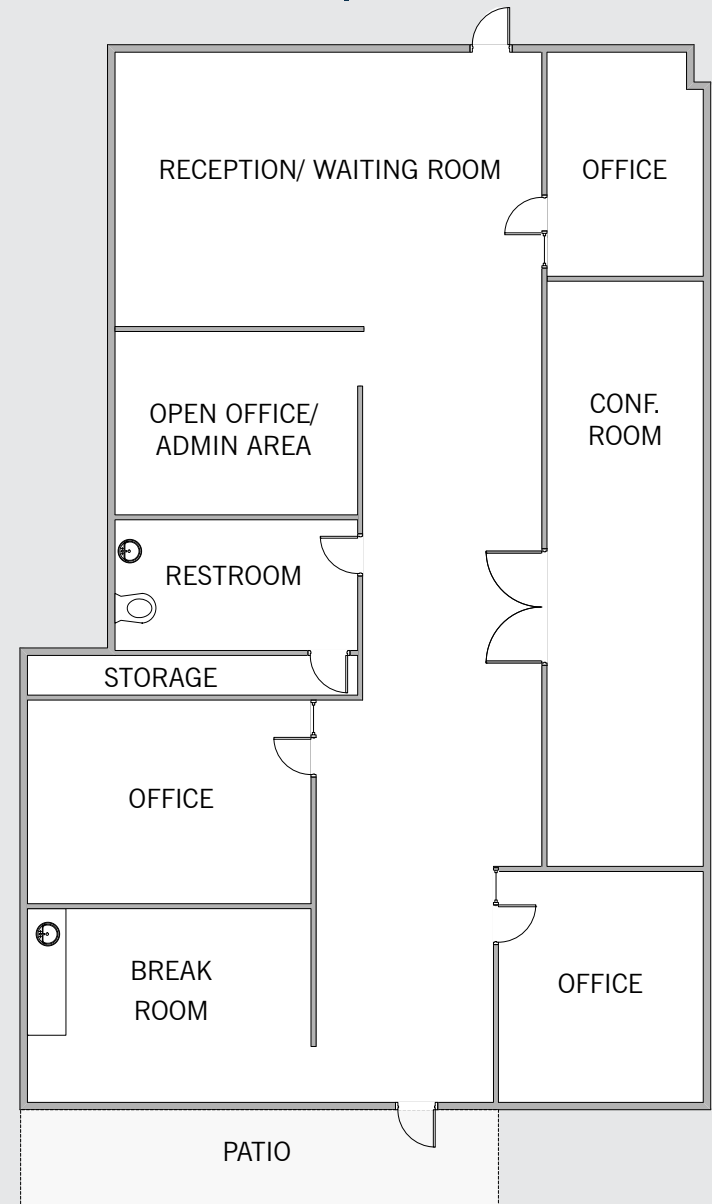 RECEPTION/ WAITING ROOM
OFFICE
OPEN OFFICE/
ADMIN AREA
CONF.
ROOM
RESTROOM
STORAGE
OFFICE
BREAK
ROOM
OFFICE
PATIO